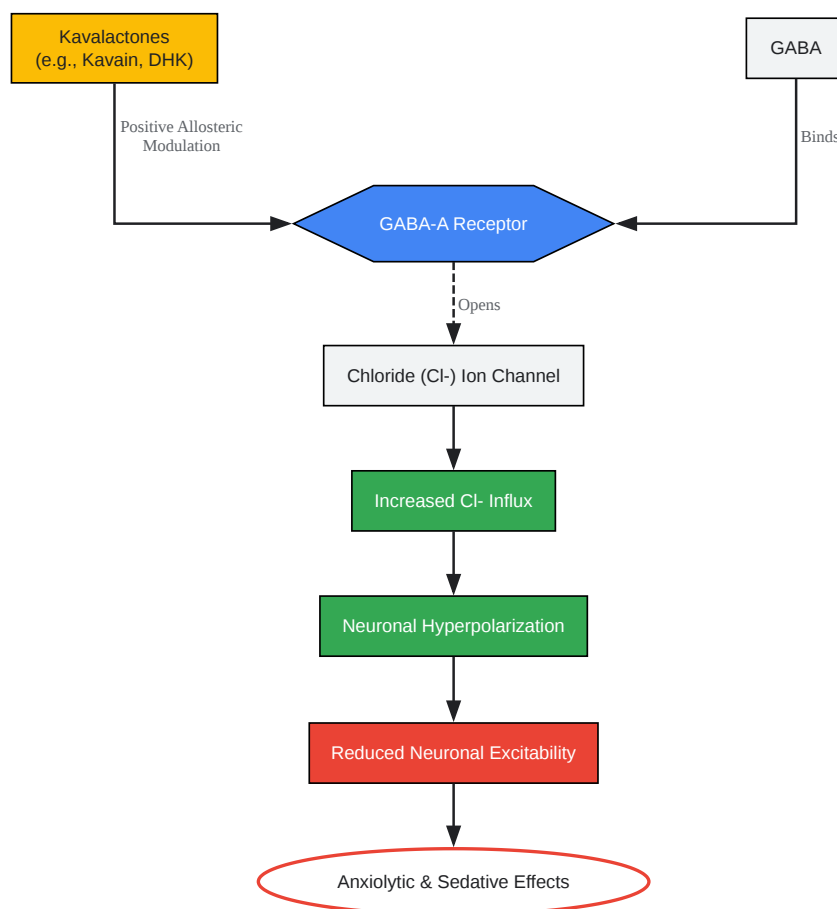 Kavalactones
(e.g., Kavain, DHK)
GABA
Positive Allosteric
Modulation
Binds
GABA-A Receptor
Opens
Chloride (Cl-) Ion Channel
Increased Cl- Influx
Neuronal Hyperpolarization
Reduced Neuronal Excitability
Anxiolytic & Sedative Effects